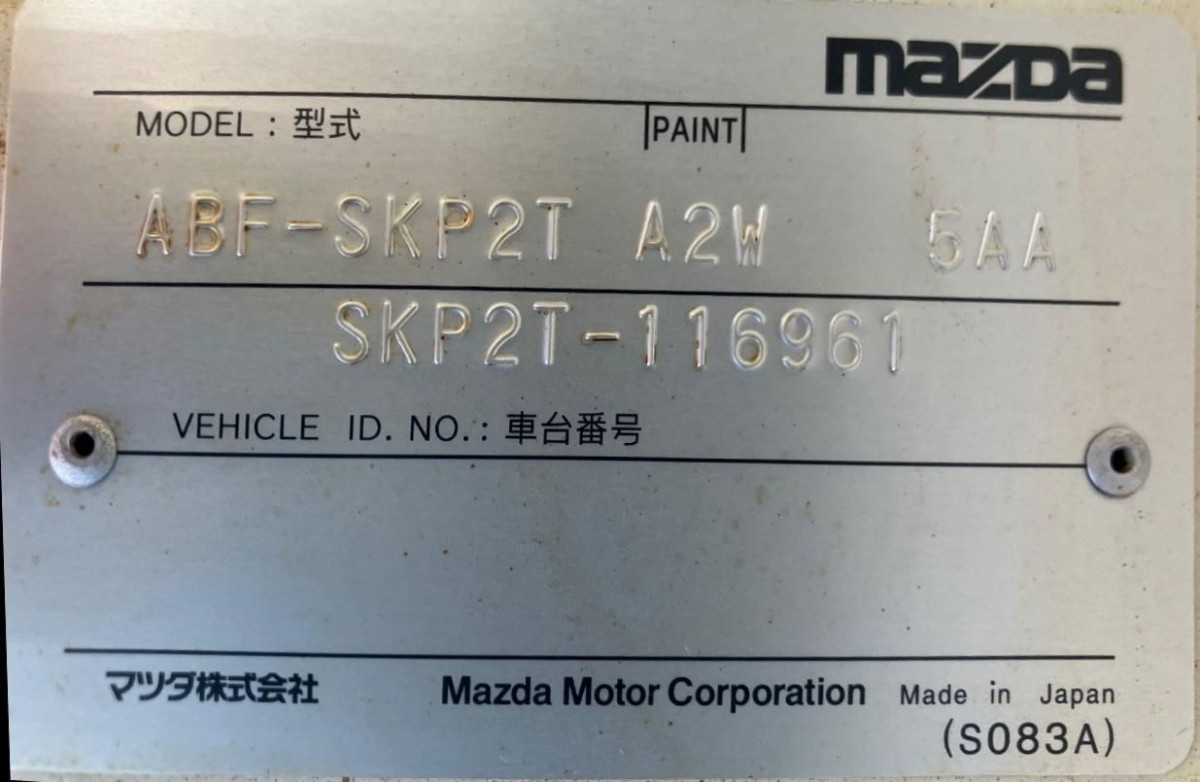 mazda
MODEL : 型式 PAINT
ABF-SKP2T A2W 5AA
SKP2T-116961
VEHICLE ID. NO.: 車台番号
マツダ株式会社 Mazda Motor Corporation Made in Japan
(S083A)